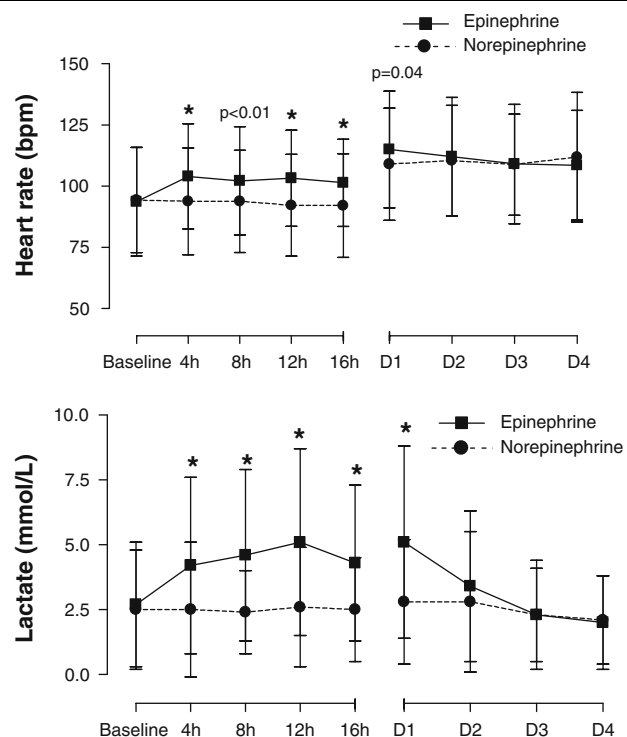 Epinephrine
Norepinephrine
150
125
100
75
50
Heart rate (bpm)
* p<0.01 * *
p=0.04
Baseline 4h 8h 12h 16h D1 D2 D3 D4
10.0
7.5
5.0
2.5
0.0
Lactate (mmol/L)
Epinephrine
Norepinephrine
* * * * *
Baseline 4h 8h 12h 16h D1 D2 D3 D4